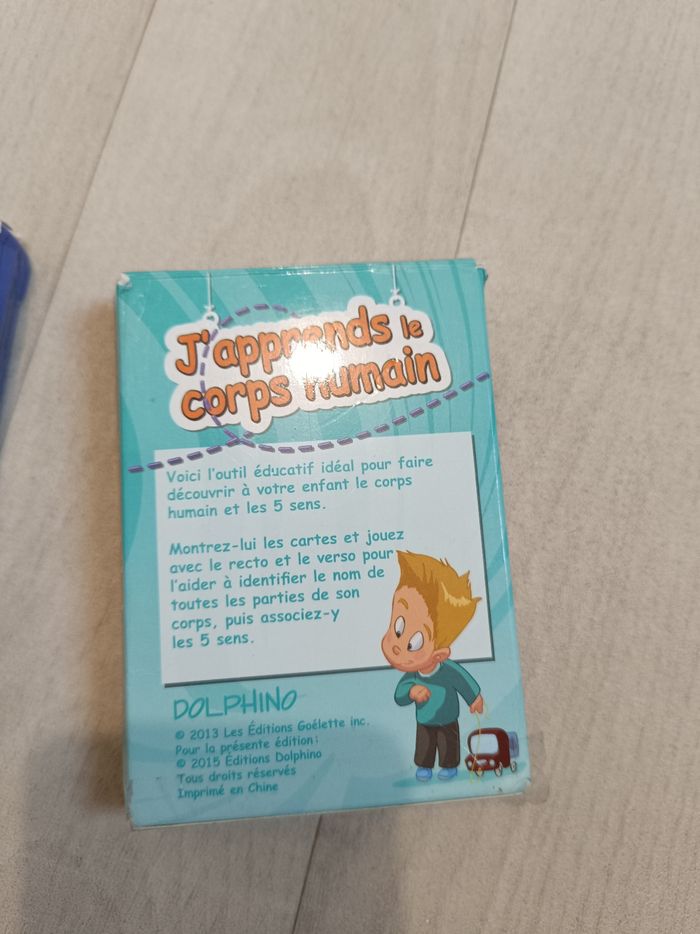 J'apprends le
corps humain
Voici l'outil éducatif idéal pour faire
découvrir à votre enfant le corps
humain et les 5 sens.
Montrez-lui les cartes et jouez
avec le recto et le verso pour
l'aider à identifier le nom de
toutes les parties de son
corps, puis associez-y
les 5 sens.
DOLPHINO
© 2013 Les Éditions Goélette inc.
Pour la présente édition :
© 2015 Éditions Dolphino
Tous droits réservés
Imprimé en Chine